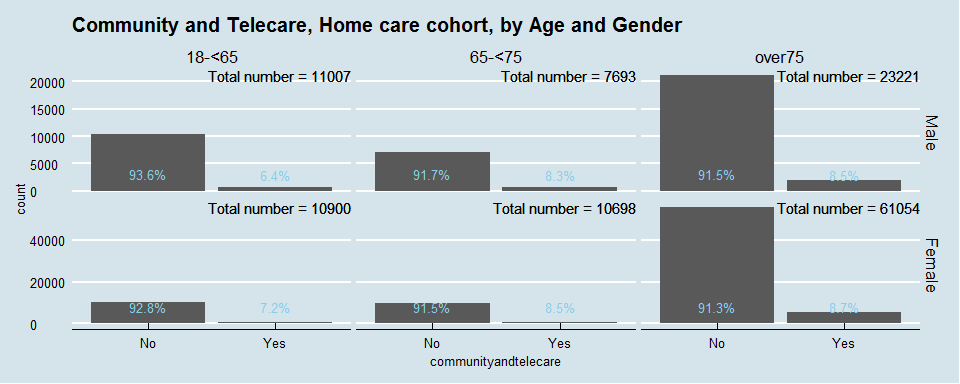 Community and Telecare, Home care cohort, by Age and Gender
18-<65 65-<75 over75
Total number = 11007 Total number = 7693 Total number = 23221
20000
15000
10000
5000
0
93.6% 6.4% 91.7% 8.3% 91.5% 8.5%
Male
count
Total number = 10900 Total number = 10698 Total number = 61054
40000
20000
0
92.8% 7.2% 91.5% 8.5% 91.3% 8.7%
Female
No Yes No Yes No Yes
communityandtelecare